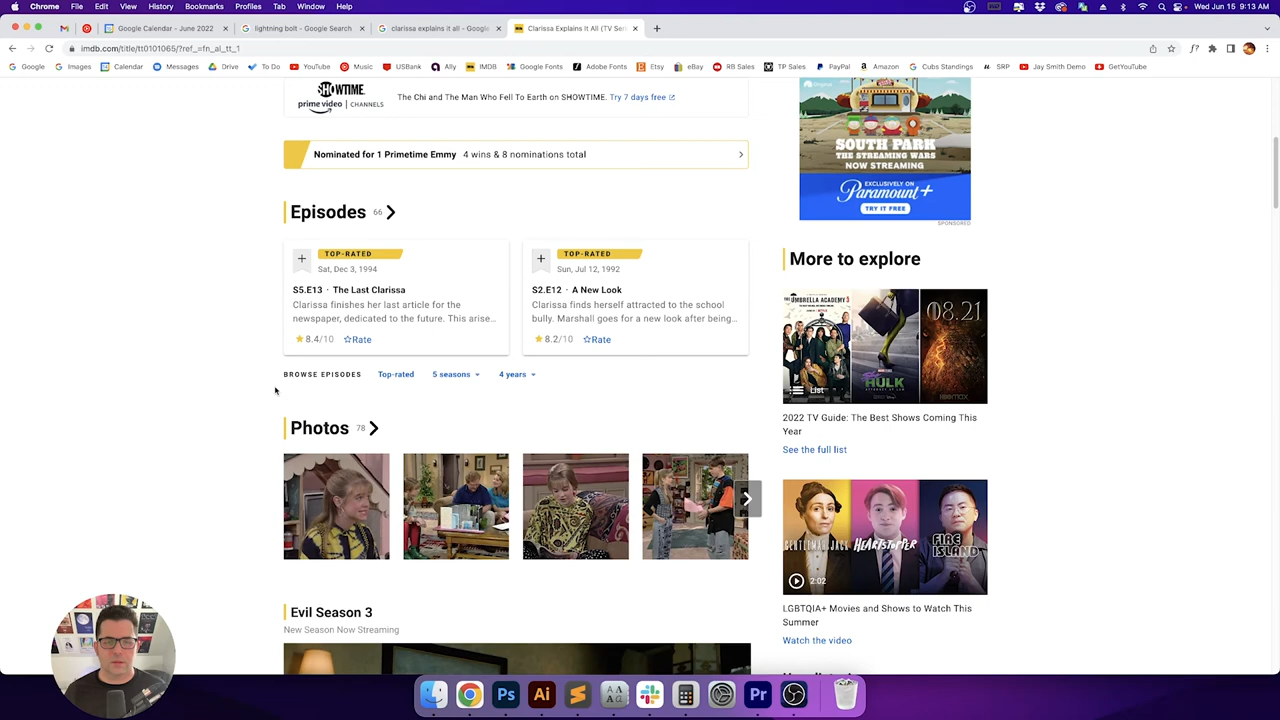 Chrome File Edit View History Bookmarks Profiles Tab Window Help
Wed Jun 15 9:13 AM
Google Calendar - June 2022
lightning bolt - Google Search
clarissa explains it all - Google
Clarissa Explains It All (TV Seri
imdb.com/title/tt0101065/?ref_=fn_al_tt_1
Google Images Calendar Messages Drive To Do YouTube Music USBank Ally IMDB Google Fonts Adobe Fonts Etsy eBay RB Sales TP Sales PayPal Amazon Cubs Standings SRP Jay Smith Demo GetYouTube
SHOWTIME
prime video | CHANNELS
The Chi and The Man Who Fell To Earth on SHOWTIME. Try 7 days free
Nominated for 1 Primetime Emmy 4 wins & 8 nominations total
Episodes 66
TOP-RATED
Sat, Dec 3, 1994
S5.E13 · The Last Clarissa
Clarissa finishes her last article for the
newspaper, dedicated to the future. This arise...
8.4/10 Rate
TOP-RATED
Sun, Jul 12, 1992
S2.E12 · A New Look
Clarissa finds herself attracted to the school
bully. Marshall goes for a new look after being...
8.2/10 Rate
BROWSE EPISODES Top-rated 5 seasons 4 years
Photos 78
Evil Season 3
New Season Now Streaming
Original
SOUTH PARK
THE STREAMING WARS
NOW STREAMING
EXCLUSIVELY ON
Paramount+
TRY IT FREE
SPONSORED
More to explore
THE UMBRELLA ACADEMY 3
HULK
08.21
List
2022 TV Guide: The Best Shows Coming This
Year
See the full list
GENTLEMAN JACK
HEARTSTOPPER
FIRE
ISLAND
2:02
LGBTQIA+ Movies and Shows to Watch This
Summer
Watch the video
Ps
Ai
Pr